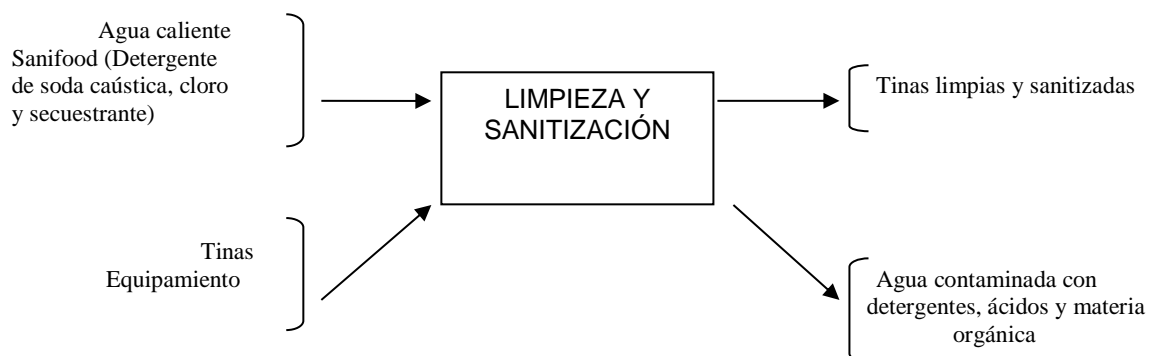 Agua caliente
Sanifood (Detergente
de soda caústica, cloro
y secuestrante)
Tinas
Equipamiento
LIMPIEZA Y
SANITIZACIÓN
Tinas limpias y sanitizadas
Agua contaminada con
detergentes, ácidos y materia
orgánica